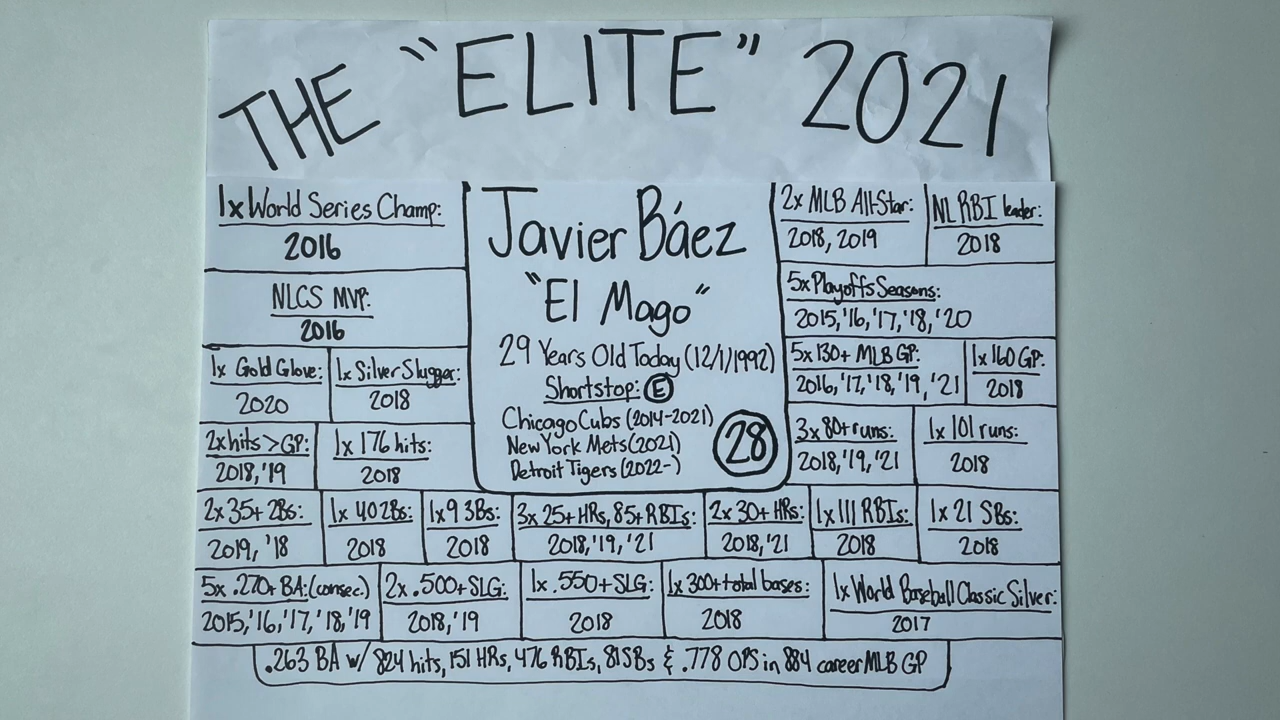 THE "ELITE" 2021
1x World Series Champ:
2016
NLCS MVP:
2016
1x Gold Glove:
2020
1x Silver Slugger:
2018
2x hits > GP:
2018, '19
1x 176 hits:
2018
Javier Báez
"El Mago"
29 Years Old Today (12/1/1992)
Shortstop: E
Chicago Cubs (2014-2021)
New York Mets (2021)
Detroit Tigers (2022-)
28
2x MLB All-Star:
2018, 2019
NL RBI leader:
2018
5x Playoffs Seasons:
2015, '16, '17, '18, '20
5x 130+ MLB GP:
2016, '17, '18, '19, '21
1x 160 GP:
2018
3x 80+ runs:
2018, '19, '21
1x 101 runs:
2018
2x 35+ 2Bs:
2019, '18
1x 40 2Bs:
2018
1x 9 3Bs:
2018
3x 25+ HRs, 85+ RBIs:
2018, '19, '21
2x 30+ HRs:
2018, '21
1x 111 RBIs:
2018
1x 21 SBs:
2018
5x .270+ BA: (consec.)
2015, '16, '17, '18, '19
2x .500+ SLG:
2018, '19
1x .550+ SLG:
2018
1x 300+ total bases:
2018
1x World Baseball Classic Silver:
2017
.263 BA w/ 824 hits, 151 HRs, 476 RBIs, 81 SBs & .778 OPS in 884 career MLB GP